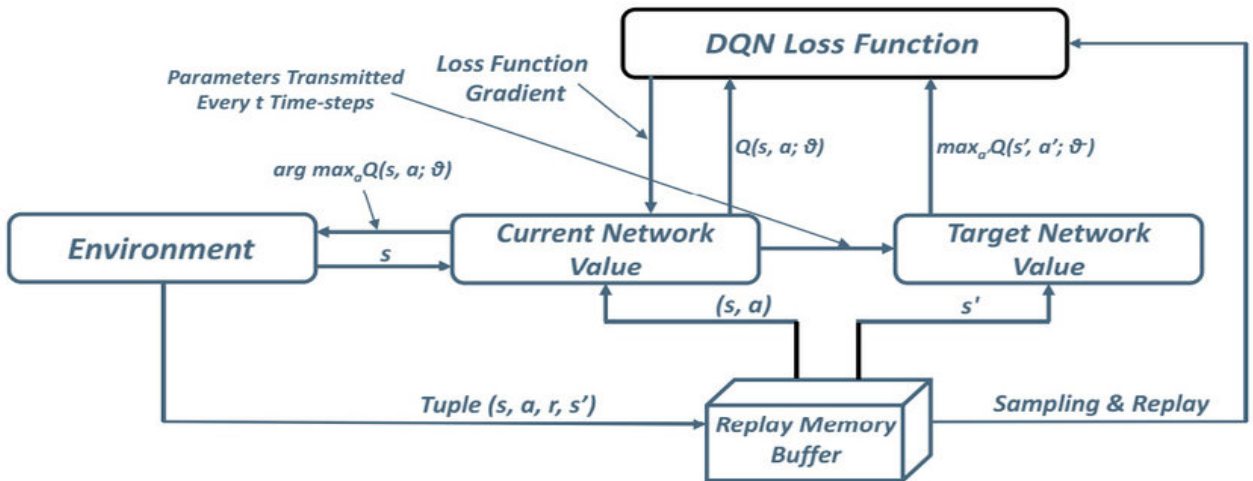 DQN Loss Function
Parameters Transmitted
Every t Time-steps
Loss Function
Gradient
Q(s, a; ϑ)
maxₐ′Q(s’, a’; ϑ⁻)
arg maxₐQ(s, a; ϑ)
Environment
s
Current Network
Value
Target Network
Value
(s, a)
s'
Tuple (s, a, r, s’)
Replay Memory
Buffer
Sampling & Replay